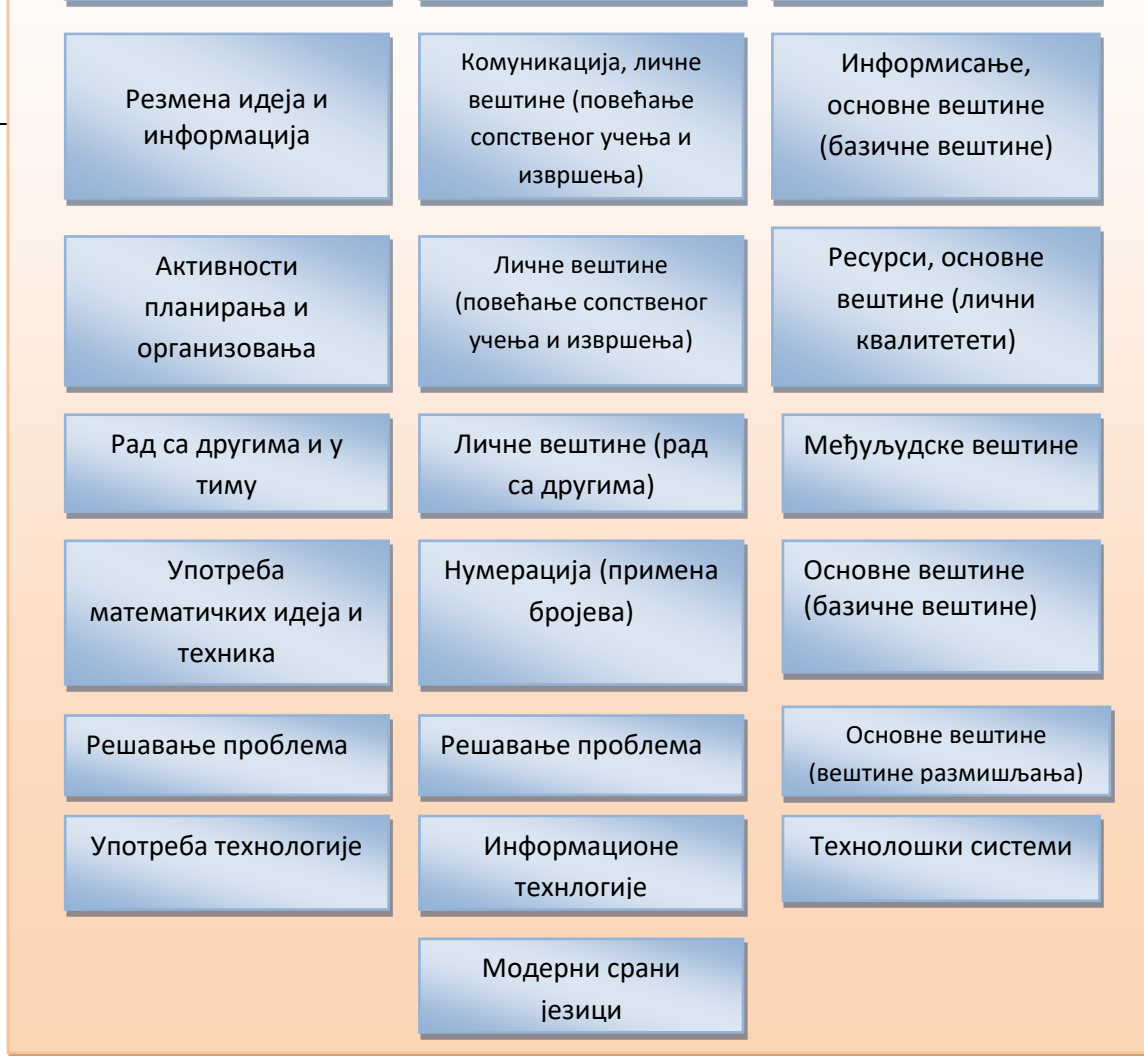 Резмена идеја и
информација
Комуникација, личне
вештине (повећање
сопственог учења и
извршења)
Информисање,
основне вештине
(базичне вештине)
Активности
планирања и
организовања
Личне вештине
(повећање сопственог
учења и извршења)
Ресурси, основне
вештине (лични
квалитетети)
Рад са другима и у
тиму
Личне вештине (рад
са другима)
Међуљудске вештине
Употреба
математичких идеја и
техника
Нумерација (примена
бројева)
Основне вештине
(базичне вештине)
Решавање проблема
Решавање проблема
Основне вештине
(вештине размишљања)
Употреба технологије
Информационе
технлогије
Технолошки системи
Модерни срани
језици